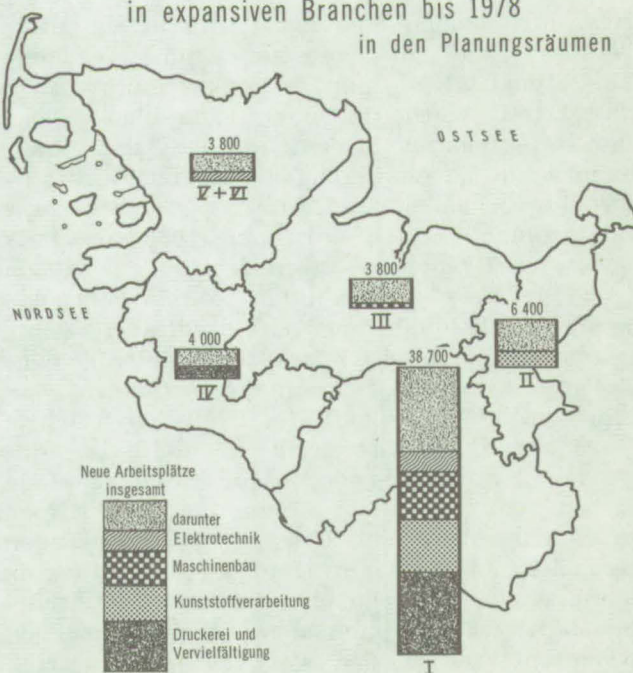 in expansiven Branchen bis 1978
in den Planungsräumen
OSTSEE
3 800
V+VI
3 800
III
NORDSEE
6 400
II
4 000
IV
38 700
I
Neue Arbeitsplätze
insgesamt
darunter
Elektrotechnik
Maschinenbau
Kunststoffverarbeitung
Druckerei und
Vervielfältigung